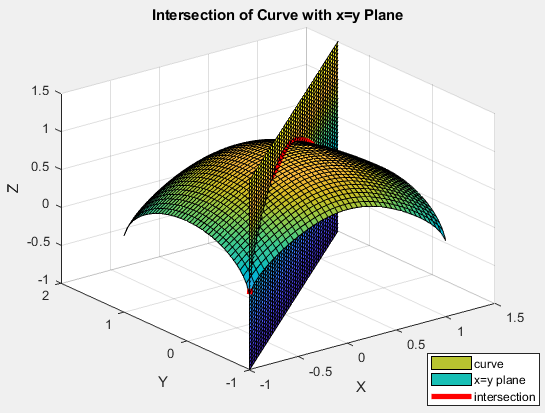 Intersection of Curve with x=y Plane
1.5
1
0.5
0
-0.5
-1
Z
2
1
0
-1
Y
-1
-0.5
0
0.5
1
1.5
X
curve
x=y plane
intersection